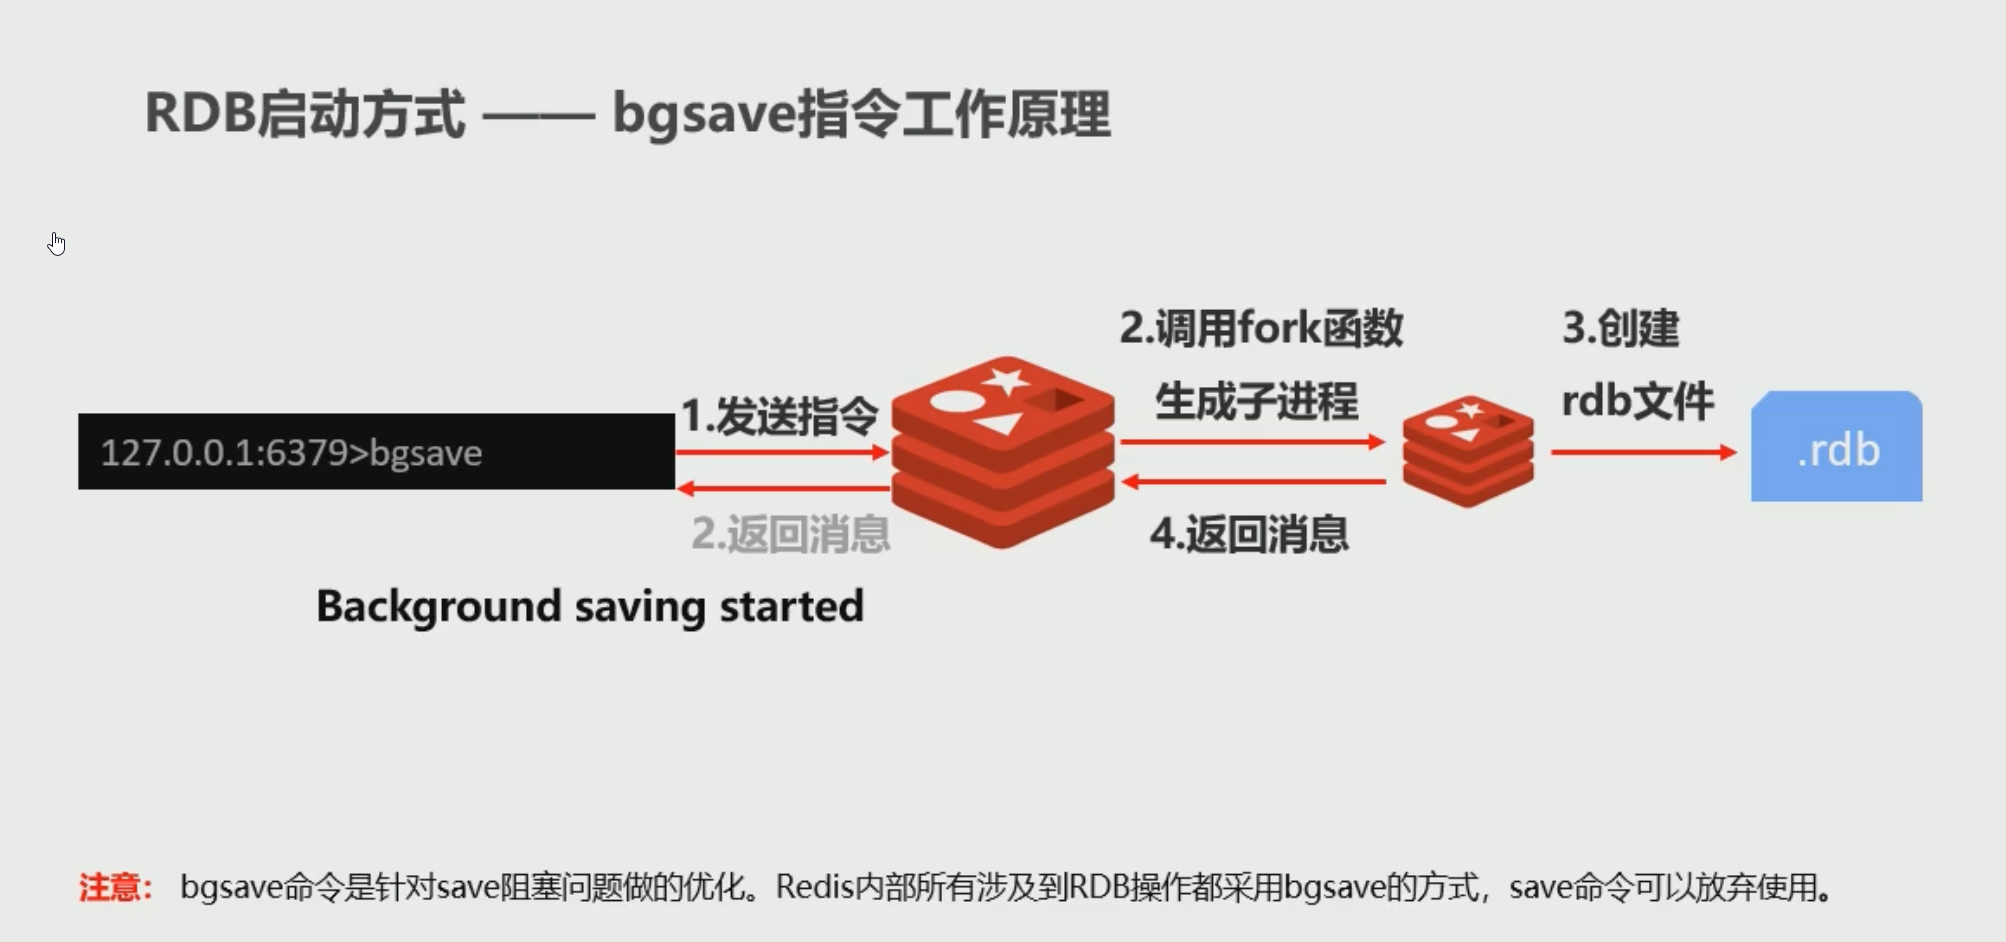 RDB启动方式 —— bgsave指令工作原理
127.0.0.1:6379>bgsave
1.发送指令
2.返回消息
Background saving started
2.调用fork函数
生成子进程
4.返回消息
3.创建
rdb文件
.rdb
注意： bgsave命令是针对save阻塞问题做的优化。Redis内部所有涉及到RDB操作都采用bgsave的方式，save命令可以放弃使用。